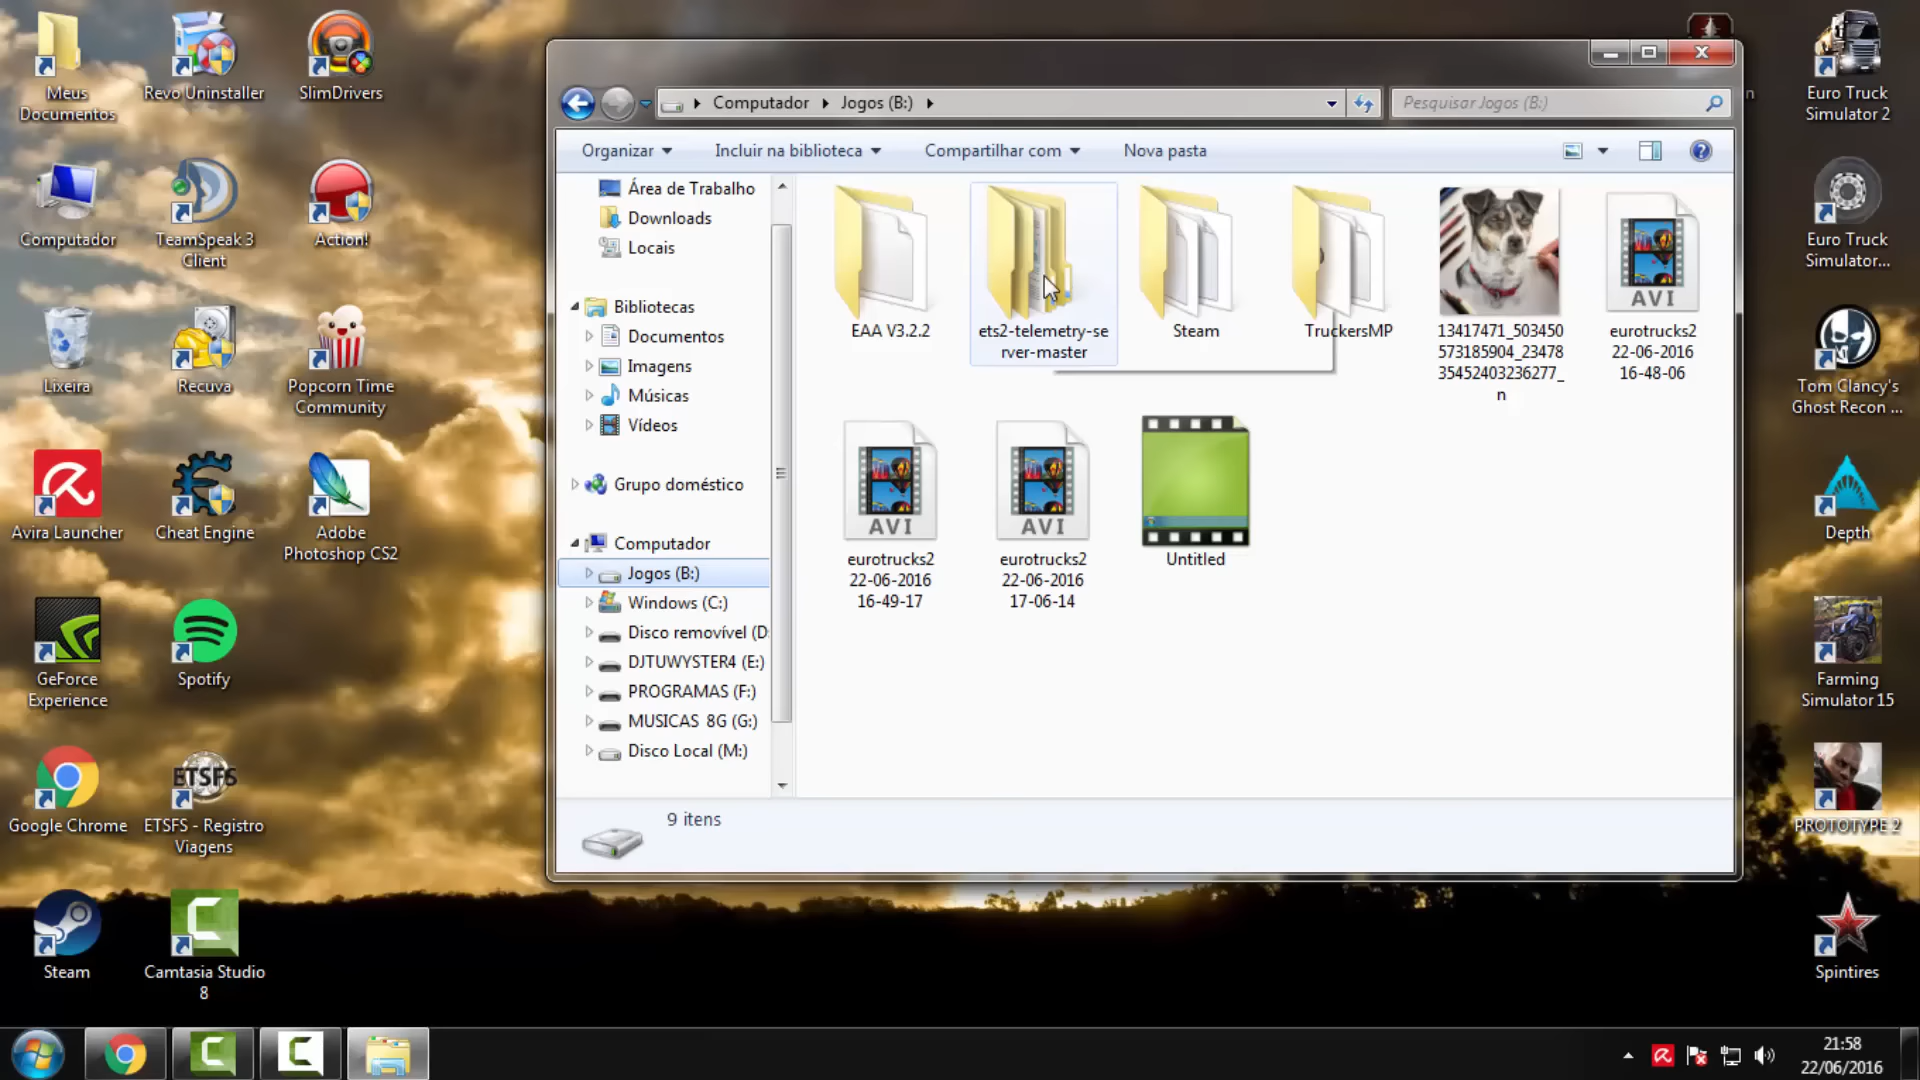 Meus
Documentos
Revo Uninstaller
SlimDrivers
Computador
TeamSpeak 3
Client
Action!
Lixeira
Recuva
Popcorn Time
Community
Avira Launcher
Cheat Engine
Adobe
Photoshop CS2
GeForce
Experience
Spotify
Google Chrome
ETSFS
ETSFS - Registro
Viagens
Steam
Camtasia Studio
8
Computador
Jogos (B:)
Pesquisar Jogos (B:)
Organizar
Incluir na biblioteca
Compartilhar com
Nova pasta
Área de Trabalho
Downloads
Locais
Bibliotecas
Documentos
Imagens
Músicas
Vídeos
Grupo doméstico
Computador
Jogos (B:)
Windows (C:)
Disco removível (D:
DJTUWYSTER4 (E:)
PROGRAMAS (F:)
MUSICAS 8G (G:)
Disco Local (M:)
EAA V3.2.2
ets2-telemetry-se
rver-master
Steam
TruckersMP
13417471_503450
573185904_23478
35452403236277_
n
AVI
eurotrucks2
22-06-2016
16-48-06
AVI
eurotrucks2
22-06-2016
16-49-17
AVI
eurotrucks2
22-06-2016
17-06-14
Untitled
9 itens
n
Euro Truck
Simulator 2
Euro Truck
Simulator...
Tom Clancy's
Ghost Recon ...
Depth
Farming
Simulator 15
PROTOTYPE 2
Spintires
21:58
22/06/2016